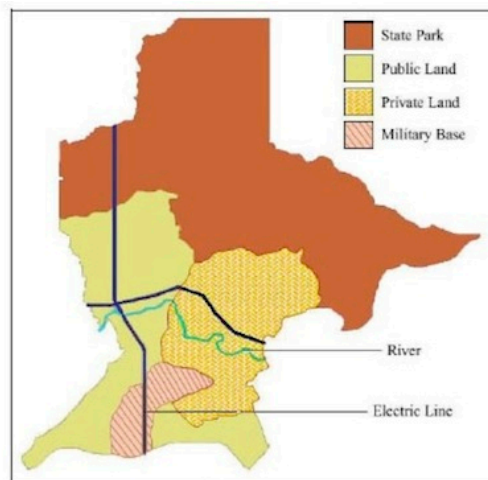 State Park
Public Land
Private Land
Military Base
River
Electric Line